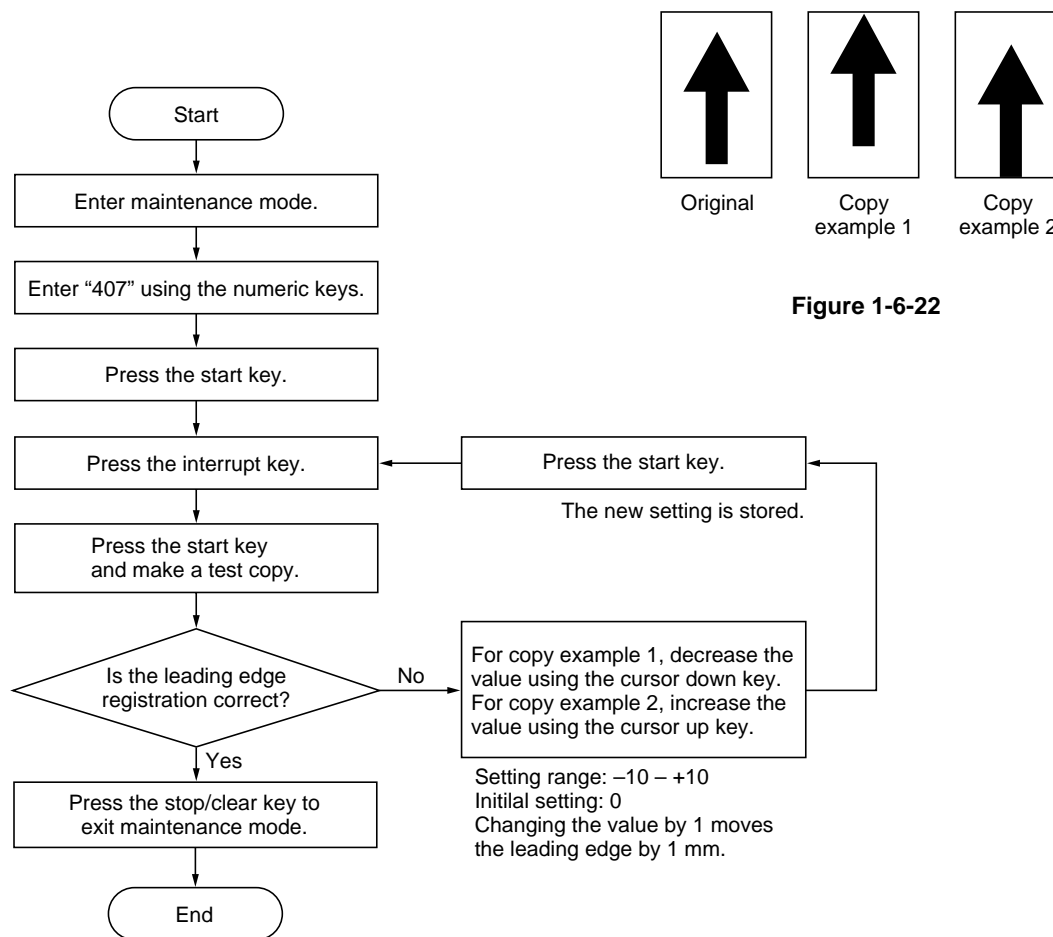 Start
Enter maintenance mode.
Enter “407” using the numeric keys.
Press the start key.
Press the interrupt key.
Press the start key
and make a test copy.
Is the leading edge
registration correct?
Yes
No
Press the stop/clear key to
exit maintenance mode.
End
For copy example 1, decrease the
value using the cursor down key.
For copy example 2, increase the
value using the cursor up key.
Setting range: –10 – +10
Initilal setting: 0
Changing the value by 1 moves
the leading edge by 1 mm.
Press the start key.
The new setting is stored.
Original
Copy
example 1
Copy
example 2
Figure 1-6-22